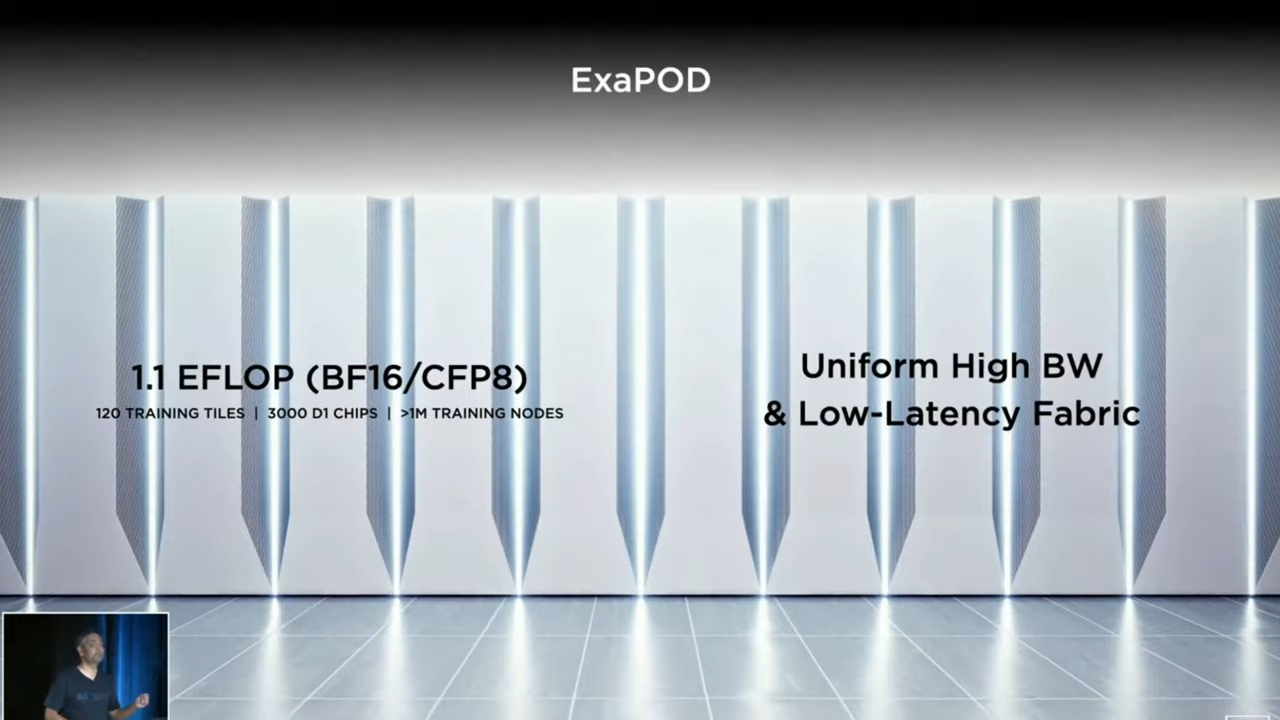 ExaPOD
1.1 EFLOP (BF16/CFP8)
120 TRAINING TILES | 3000 D1 CHIPS | >1M TRAINING NODES
Uniform High BW
& Low-Latency Fabric